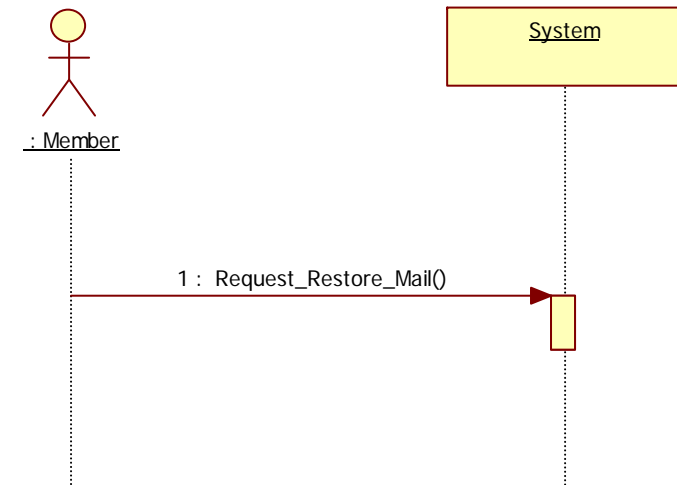 System
: Member
1 : Request_Restore_Mail()